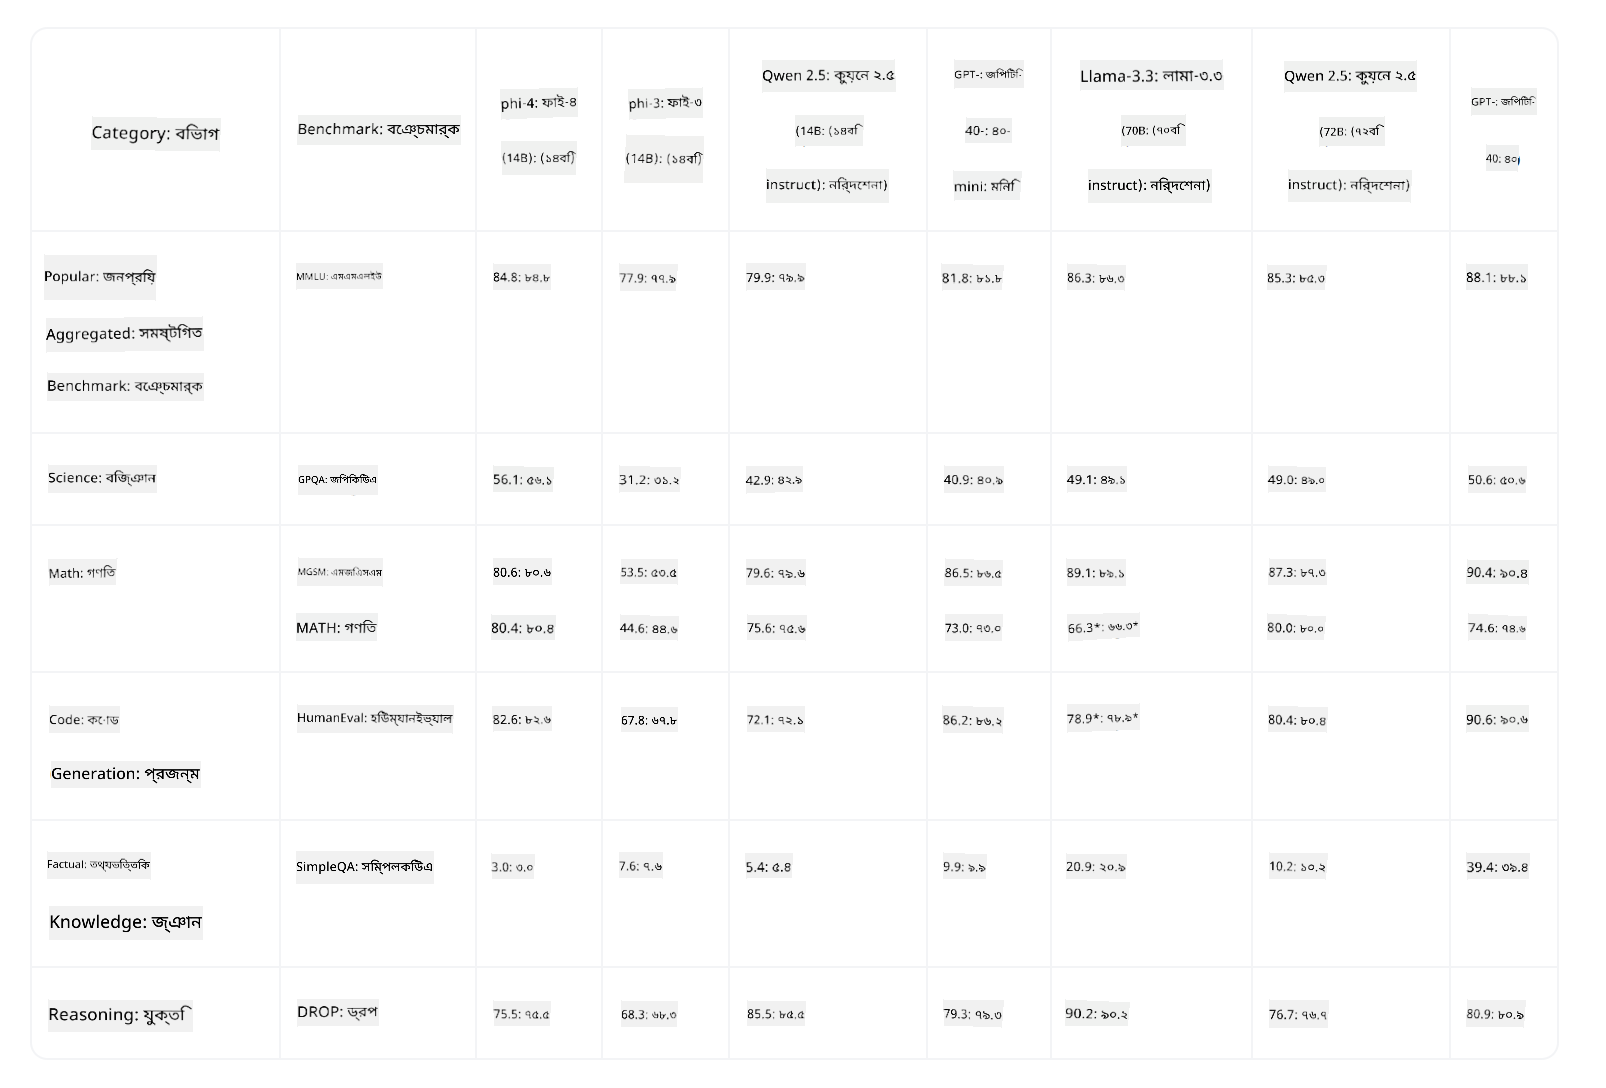 Category: বিভাগ
Benchmark: বেঞ্চমার্ক
phi-4: ফাই-৪
(14B): (১৪বি)
phi-3: ফাই-৩
(14B): (১৪বি)
Qwen 2.5: কুয়েন ২.৫
(14B: (১৪বি
instruct): নির্দেশনা)
GPT-: জিপিটি-
40-: ৪০-
mini: মিনি
Llama-3.3: লামা-৩.৩
(70B: (৭০বি
instruct): নির্দেশনা)
Qwen 2.5: কুয়েন ২.৫
(72B: (৭২বি
instruct): নির্দেশনা)
GPT-: জিপিটি-
40: ৪০
Popular: জনপ্রিয়
Aggregated: সমষ্টিগত
Benchmark: বেঞ্চমার্ক
MMLU: এমএমএলইউ
84.8: ৮৪.৮
77.9: ৭৭.৯
79.9: ৭৯.৯
81.8: ৮১.৮
86.3: ৮৬.৩
85.3: ৮৫.৩
88.1: ৮৮.১
Science: বিজ্ঞান
GPQA: জিপিকিউএ
56.1: ৫৬.১
31.2: ৩১.২
42.9: ৪২.৯
40.9: ৪০.৯
49.1: ৪৯.১
49.0: ৪৯.০
50.6: ৫০.৬
Math: গণিত
MGSM: এমজিএসএম
80.6: ৮০.৬
53.5: ৫৩.৫
79.6: ৭৯.৬
86.5: ৮৬.৫
89.1: ৮৯.১
87.3: ৮৭.৩
90.4: ৯০.৪
MATH: গণিত
80.4: ৮০.৪
44.6: ৪৪.৬
75.6: ৭৫.৬
73.0: ৭৩.০
66.3*: ৬৬.৩*
80.0: ৮০.০
74.6: ৭৪.৬
Code: কোড
Generation: প্রজন্ম
HumanEval: হিউম্যানইভ্যাল
82.6: ৮২.৬
67.8: ৬৭.৮
72.1: ৭২.১
86.2: ৮৬.২
78.9*: ৭৮.৯*
80.4: ৮০.৪
90.6: ৯০.৬
Factual: তথ্যভিত্তিক
Knowledge: জ্ঞান
SimpleQA: সিম্পলকিউএ
3.0: ৩.০
7.6: ৭.৬
5.4: ৫.৪
9.9: ৯.৯
20.9: ২০.৯
10.2: ১০.২
39.4: ৩৯.৪
Reasoning: যুক্তি
DROP: ড্রপ
75.5: ৭৫.৫
68.3: ৬৮.৩
85.5: ৮৫.৫
79.3: ৭৯.৩
90.2: ৯০.২
76.7: ৭৬.৭
80.9: ৮০.৯